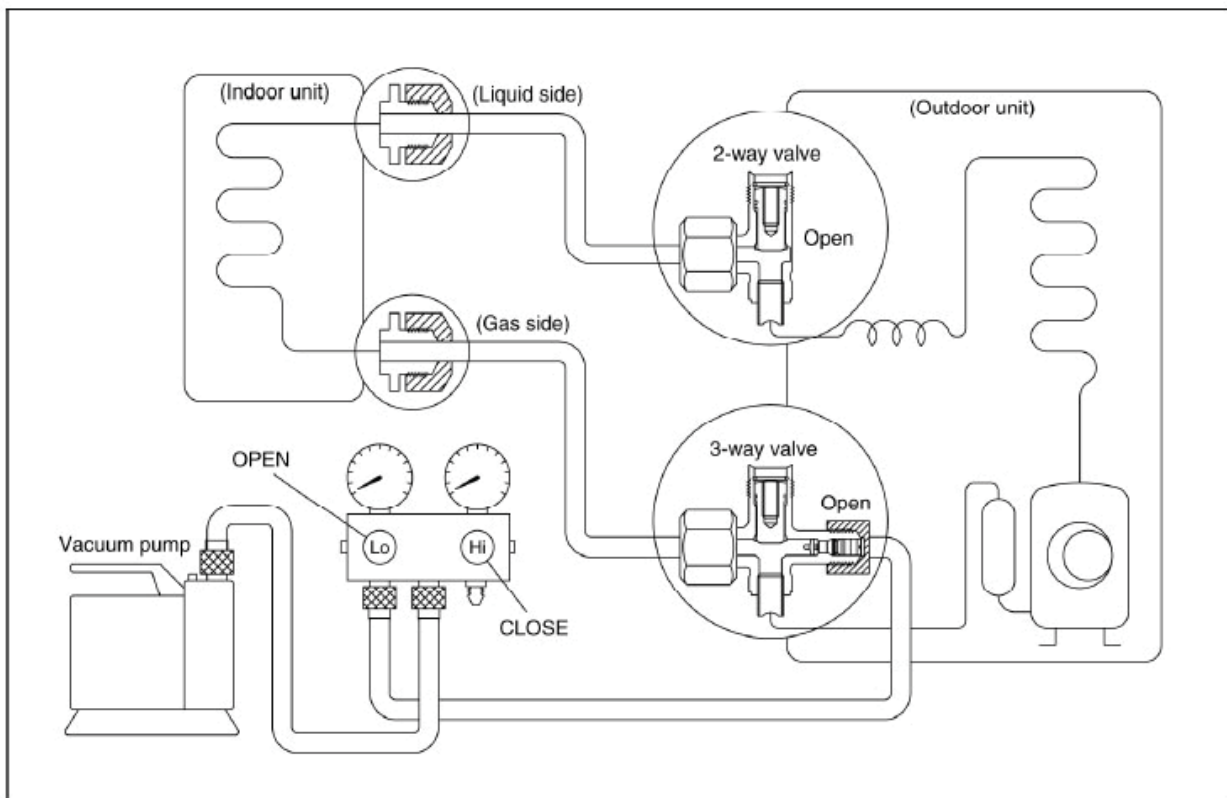 (Indoor unit)
(Liquid side)
(Outdoor unit)
2-way valve
Open
(Gas side)
3-way valve
Open
OPEN
Lo
Hi
CLOSE
Vacuum pump